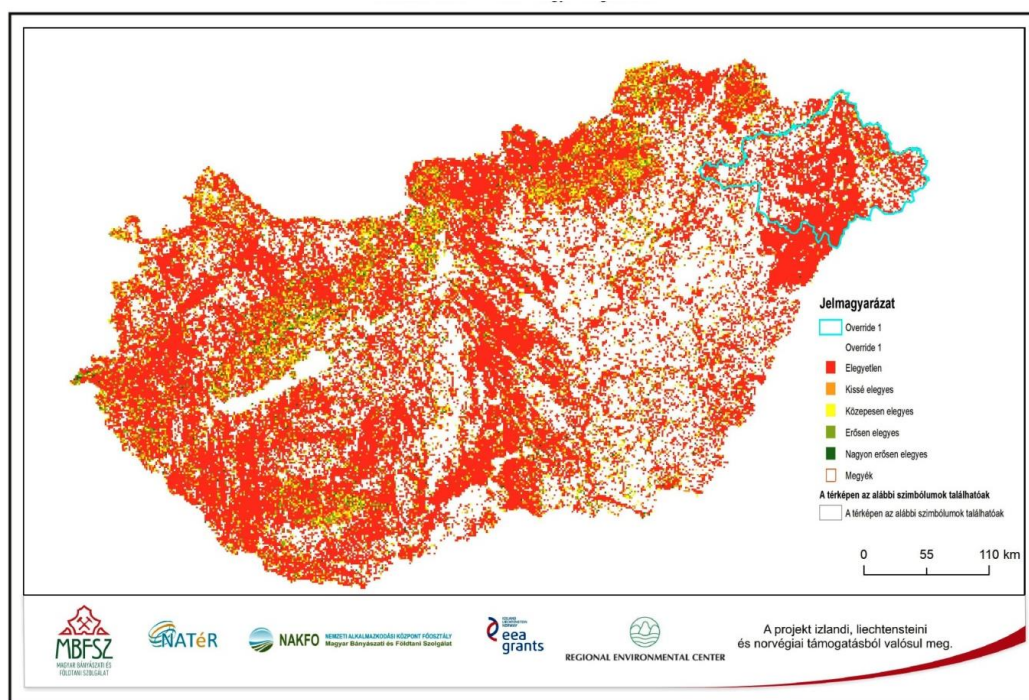 Jelmagyarázat
Override 1
Override 1
Elegyetlen
Kissé elegyes
Közepesen elegyes
Erősen elegyes
Nagyon erősen elegyes
Megyék
A térképen az alábbi szimbólumok találhatóak
A térképen az alábbi szimbólumok találhatóak
0 55 110 km
MBFSZ
MAGYAR BÁNYÁSZATI ÉS
FÖLDTANI SZOLGÁLAT
NATéR
NAKFO
NEMZETI ALKALMAZKODÁSI KÖZPONT FŐOSZTÁLY
Magyar Bányászati és Földtani Szolgálat
ICELAND
LIECHTENSTEIN
NORWAY
eea
grants
REGIONAL ENVIRONMENTAL CENTER
A projekt izlandi, liechtensteini
és norvégiai támogatásból valósul meg.